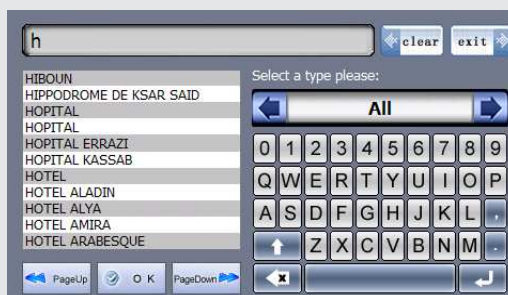 h
clear
exit
HIBOUN
HIPPODROME DE KSAR SAID
HOPITAL
HOPITAL
HOPITAL ERRAZI
HOPITAL KASSAB
HOTEL
HOTEL ALADIN
HOTEL ALYA
HOTEL AMIRA
HOTEL ARABESQUE
PageUp
OK
PageDown
Select a type please:
All
0 1 2 3 4 5 6 7 8 9
Q W E R T Y U I O P
A S D F G H J K L ,
Z X C V B N M .